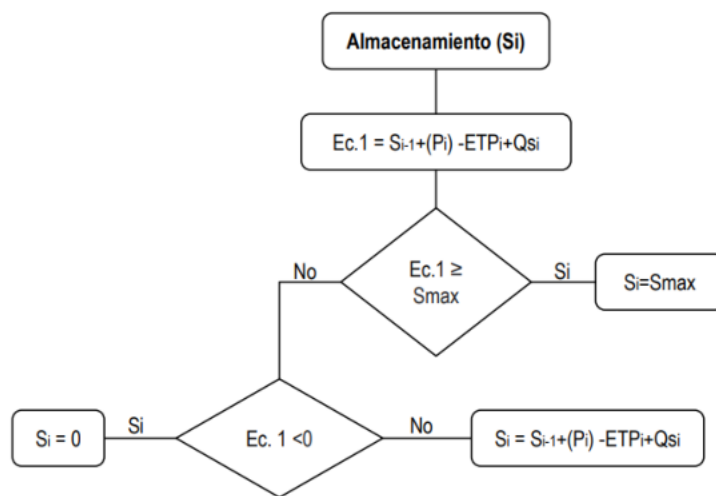 Almacenamiento (Si)
Ec.1 = Si-1+(Pi) -ETPi+Qsi
No
Ec.1 ≥
Smax
Si
Si=Smax
Si = 0
Si
Ec. 1 <0
No
Si = Si-1+(Pi) -ETPi+Qsi